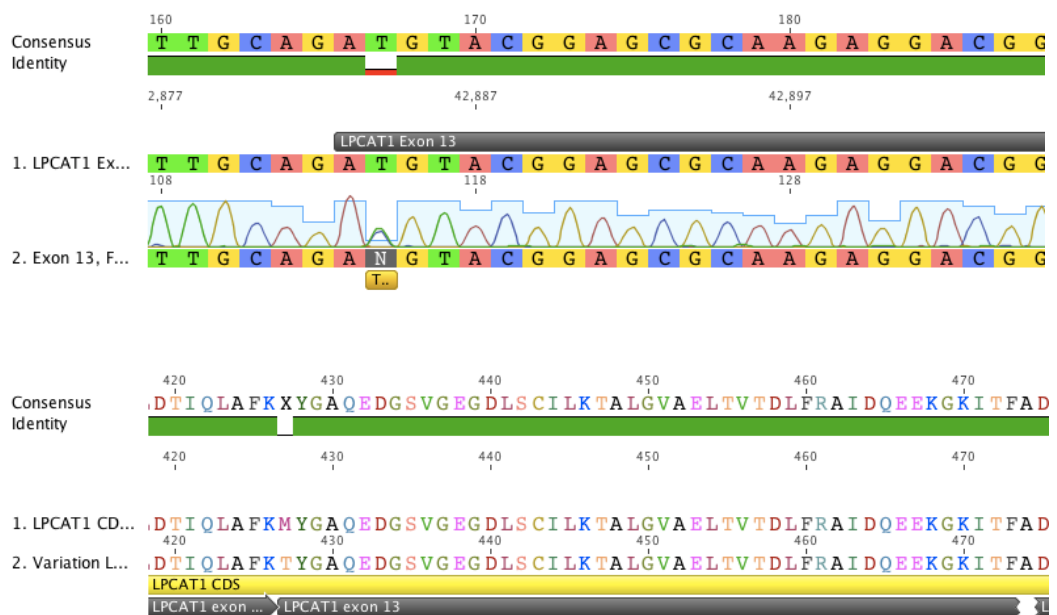 160 170 180
Consensus T T G C A G A T G T A C G G A G C G C A A G A G G A C G G
Identity
2,877 42,887 42,897
LPCAT1 Exon 13
1. LPCAT1 Ex... T T G C A G A T G T A C G G A G C G C A A G A G G A C G G
108 118 128
2. Exon 13, F... T T G C A G A N G T A C G G A G C G C A A G A G G A C G G
T..
420 430 440 450 460 470
Consensus DTIQLAFKXYGAQEDGSVGEGDLSCILKTALGVAELTVTDLFRAIDQEEKGKITFAD
Identity
420 430 440 450 460 470
1. LPCAT1 CD... DTIQLAFKMYGAQEDGSVGEGDLSCILKTALGVAELTVTDLFRAIDQEEKGKITFAD
420 430 440 450 460 470
2. Variation L... DTIQLAFKTYGAQEDGSVGEGDLSCILKTALGVAELTVTDLFRAIDQEEKGKITFAD
LPCAT1 CDS
LPCAT1 exon ... LPCAT1 exon 13